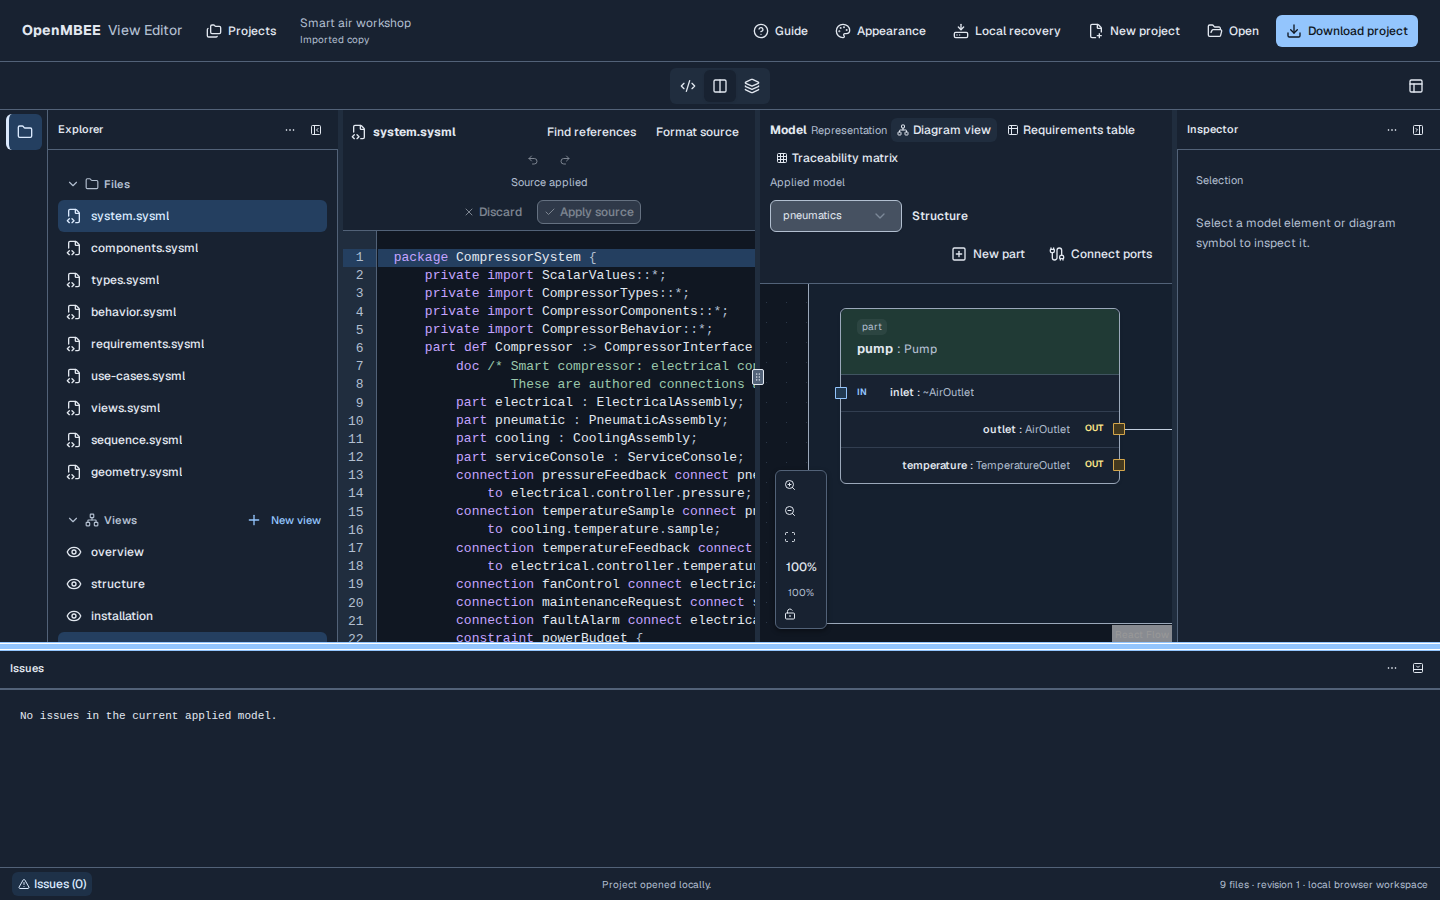 OpenMBEE View Editor
Projects
Smart air workshop
Imported copy
Guide
Appearance
Local recovery
New project
Open
Download project
Explorer
Files
system.sysml
components.sysml
types.sysml
behavior.sysml
requirements.sysml
use-cases.sysml
views.sysml
sequence.sysml
geometry.sysml
Views
New view
overview
structure
installation
system.sysml
Find references
Format source
Source applied
Discard
Apply source
1 package CompressorSystem {
2 private import ScalarValues::*;
3 private import CompressorTypes::*;
4 private import CompressorComponents::*;
5 private import CompressorBehavior::*;
6 part def Compressor :> CompressorInterface
7 doc /* Smart compressor: electrical
8 These are authored connections
9 part electrical : ElectricalAssembly;
10 part pneumatic : PneumaticAssembly;
11 part cooling : CoolingAssembly;
12 part serviceConsole : ServiceConsole;
13 connection pressureFeedback connect
14 to electrical.controller.pressure;
15 connection temperatureSample connect
16 to cooling.temperature.sample;
17 connection temperatureFeedback connect
18 to electrical.controller.temperatur
19 connection fanControl connect electrica
20 connection maintenanceRequest connect
21 connection faultAlarm connect electrica
22 constraint powerBudget {
Model Representation
Diagram view
Requirements table
Traceability matrix
Applied model
pneumatics
Structure
New part
Connect ports
part
pump : Pump
IN inlet : ~AirOutlet
outlet : AirOutlet OUT
temperature : TemperatureOutlet OUT
100%
100%
React Flow
Inspector
Selection
Select a model element or diagram
symbol to inspect it.
Issues
No issues in the current applied model.
Issues (0)
Project opened locally.
9 files · revision 1 · local browser workspace